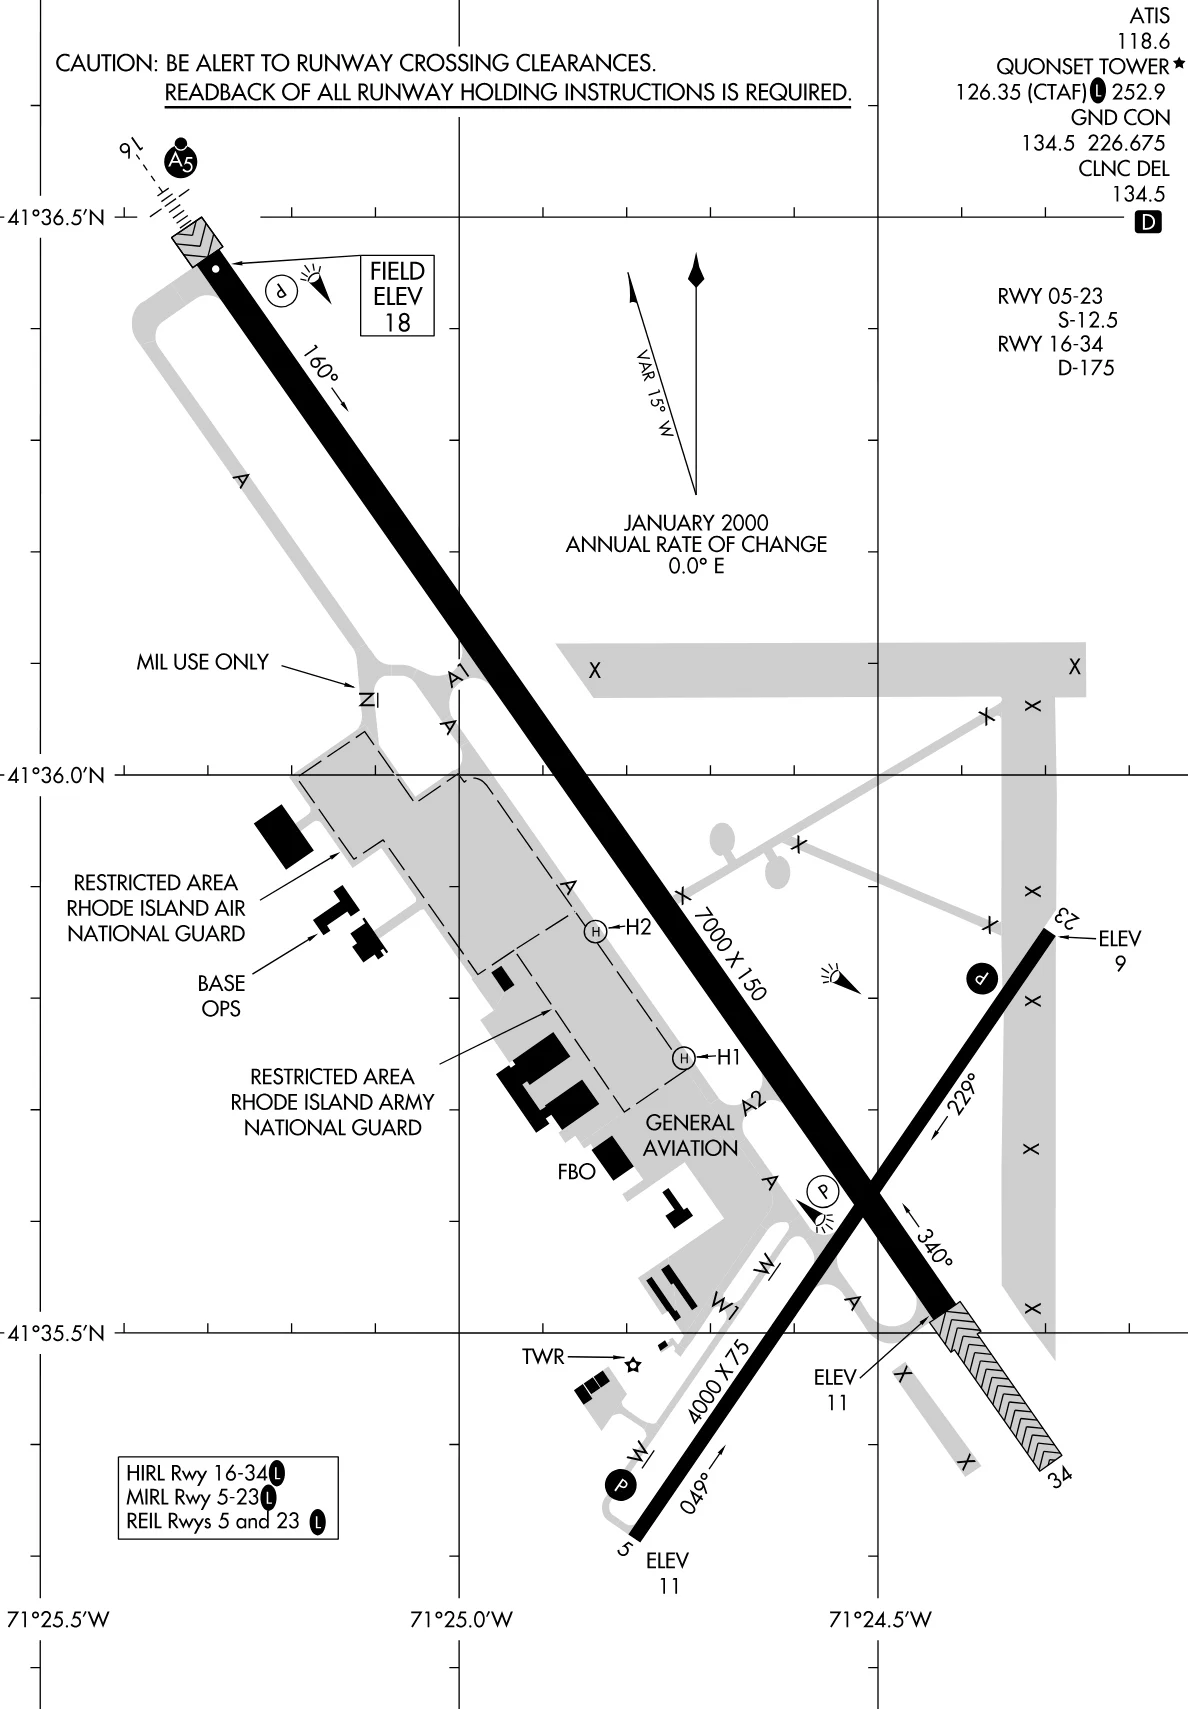 ATIS
118.6
QUONSET TOWER
126.35 (CTAF) L 252.9
GND CON
134.5 226.675
CLNC DEL
134.5
D
CAUTION: BE ALERT TO RUNWAY CROSSING CLEARANCES.
READBACK OF ALL RUNWAY HOLDING INSTRUCTIONS IS REQUIRED.
16
A5
41°36.5'N
P
FIELD
ELEV
18
RWY 05-23
S-12.5
RWY 16-34
D-175
160°
VAR 15° W
A
JANUARY 2000
ANNUAL RATE OF CHANGE
0.0° E
MIL USE ONLY
N
A1
A
X
X
X
X
41°36.0'N
X
RESTRICTED AREA
RHODE ISLAND AIR
NATIONAL GUARD
A
X
X
7000 X 150
X
23
H
H2
ELEV
9
P
BASE
OPS
X
H
H1
RESTRICTED AREA
RHODE ISLAND ARMY
NATIONAL GUARD
A2
229°
GENERAL
AVIATION
X
FBO
A
P
340°
W
W1
A
X
41°35.5'N
TWR
4000 X 75
ELEV
11
X
W
X
34
P
049°
HIRL Rwy 16-34 L
MIRL Rwy 5-23 L
REIL Rwys 5 and 23 L
5
ELEV
11
71°25.5'W
71°25.0'W
71°24.5'W